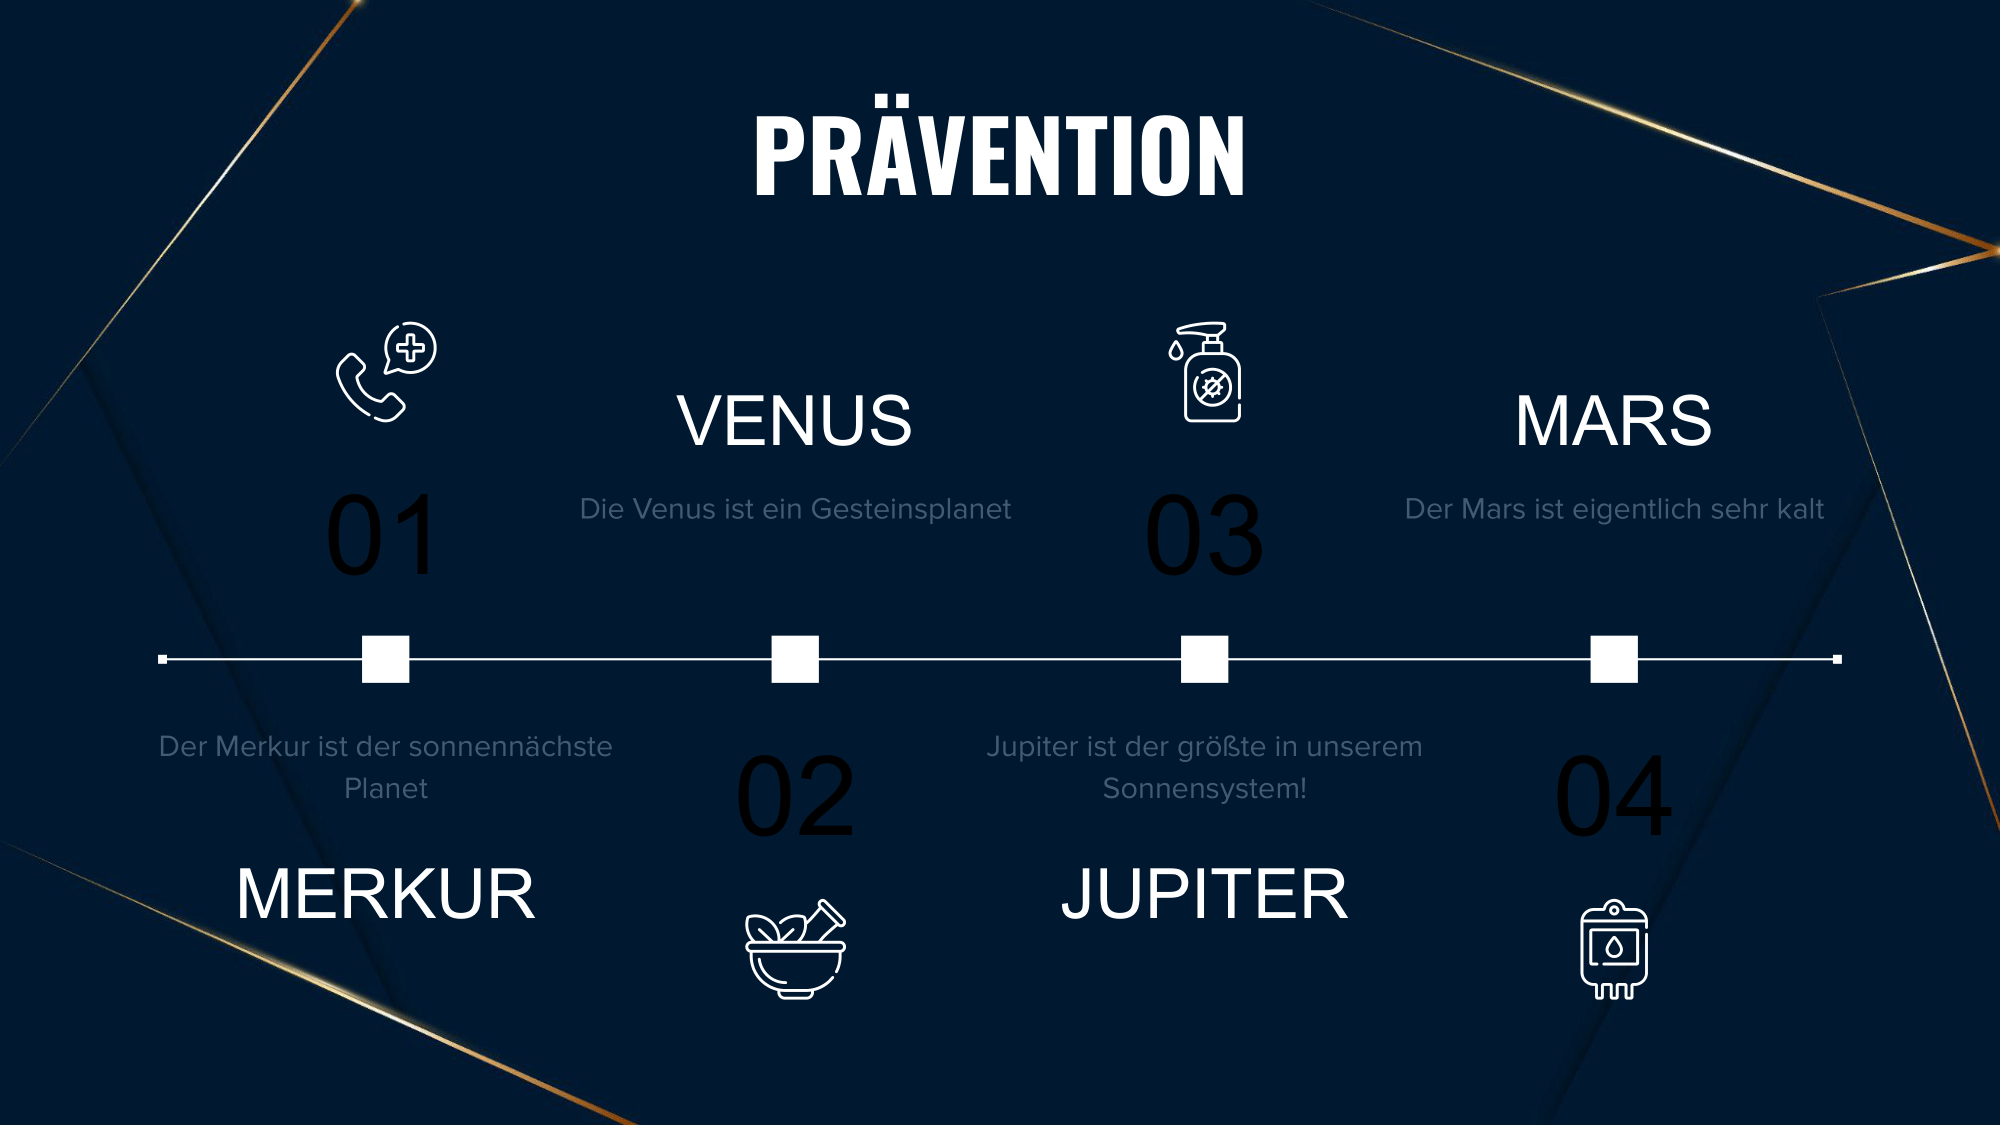 PRÄVENTION
01
Der Merkur ist der sonnennächste
Planet
MERKUR
VENUS
Die Venus ist ein Gesteinsplanet
02
03
Jupiter ist der größte in unserem
Sonnensystem!
JUPITER
MARS
Der Mars ist eigentlich sehr kalt
04